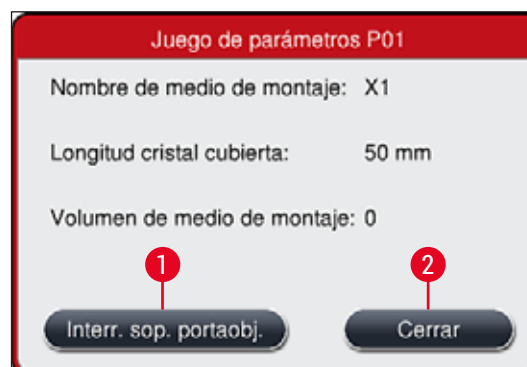 Juego de parámetros P01
Nombre de medio de montaje: X1
Longitud cristal cubierta: 50 mm
Volumen de medio de montaje: 0
1 2
Interr. sop. portaobj. Cerrar